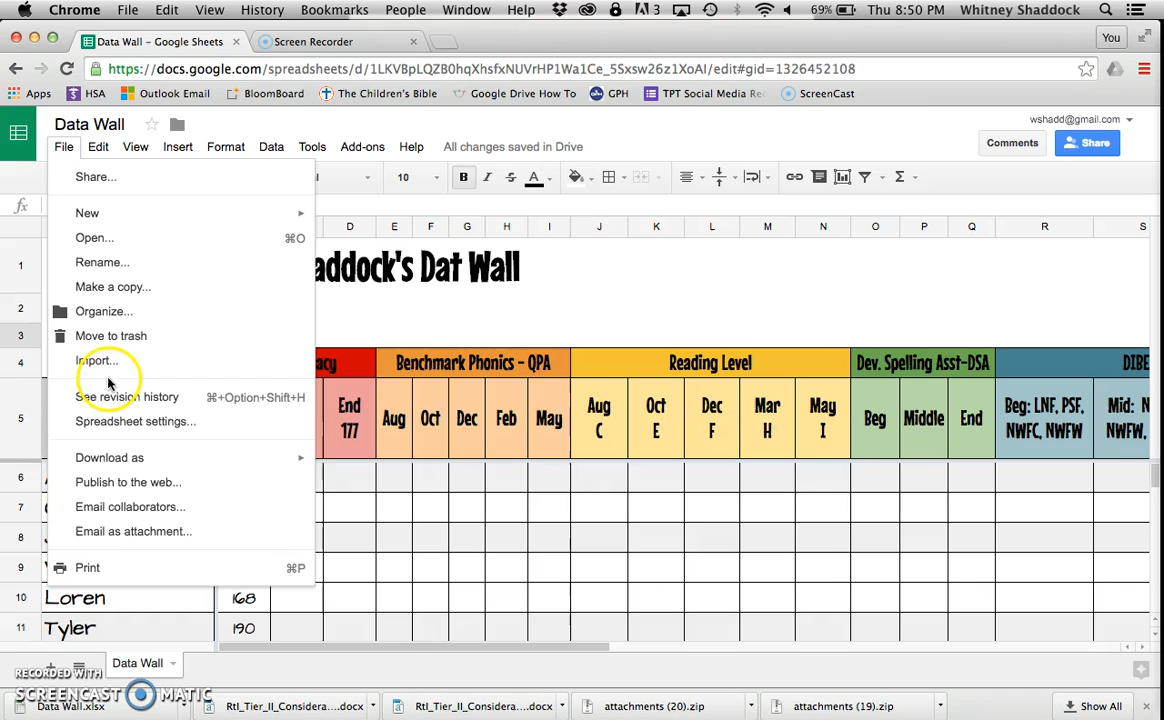 Chrome File Edit View History Bookmarks People Window Help 3 69% Thu 8:50 PM Whitney Shaddock
Data Wall - Google Sheets × Screen Recorder × You
https://docs.google.com/spreadsheets/d/1LKVBpLQZB0hqXhsfxNUVrHP1Wa1Ce_5Sxsw26z1XoAI/edit#gid=1326452108
Apps HSA Outlook Email BloomBoard The Children's Bible Google Drive How To GPH TPT Social Media Re ScreenCast
Data Wall wshadd@gmail.com
File Edit View Insert Format Data Tools Add-ons Help All changes saved in Drive Comments Share
10 B I S A Σ
fx
Share...
New
Open... ⌘O
Rename...
Make a copy...
Organize...
Move to trash
Import...
See revision history ⌘+Option+Shift+H
Spreadsheet settings...
Download as
Publish to the web...
Email collaborators...
Email as attachment...
Print ⌘P
D E F G H I J K L M N O P Q R S
1 addock's Dat Wall
2
3
4 acy Benchmark Phonics - QPA Reading Level Dev. Spelling Asst-DSA DIBE
5 End 177 Aug Oct Dec Feb May Aug C Oct E Dec F Mar H May I Beg Middle End Beg: LNF, PSF, NWFC, NWFW Mid: N NWFW,
6
7
8
9
10 Loren 168
11 Tyler 190
Data Wall
RECORDED WITH
SCREENCAST MATIC
Data Wall.xlsx RtI_Tier_II_Considera....docx RtI_Tier_II_Considera....docx attachments (20).zip attachments (19).zip Show All